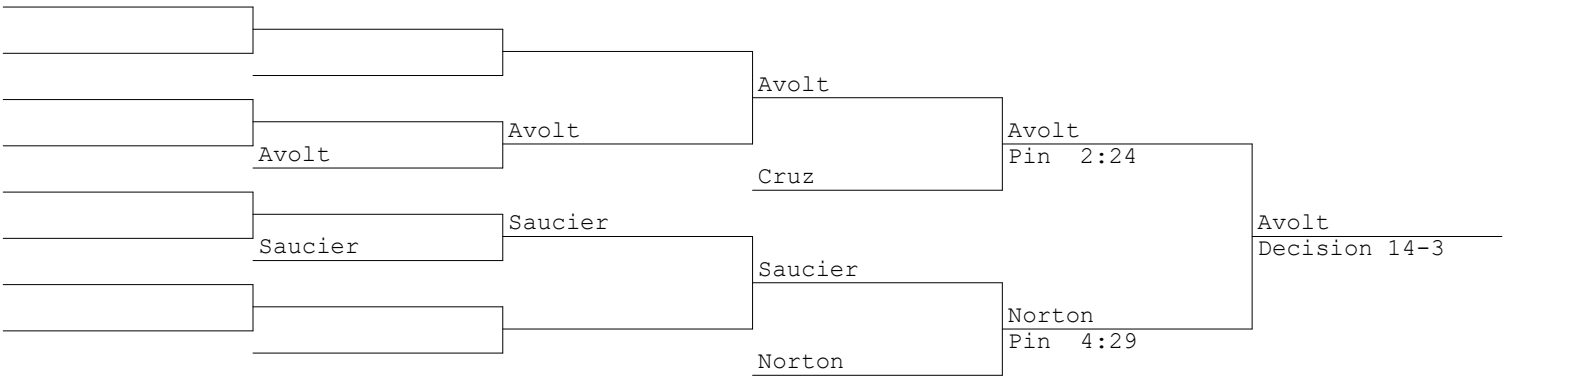 Avolt
Avolt
Pin  2:24
Avolt
Avolt
Cruz
Saucier
Saucier
Avolt
Decision 14-3
Saucier
Norton
Pin  4:29
Norton